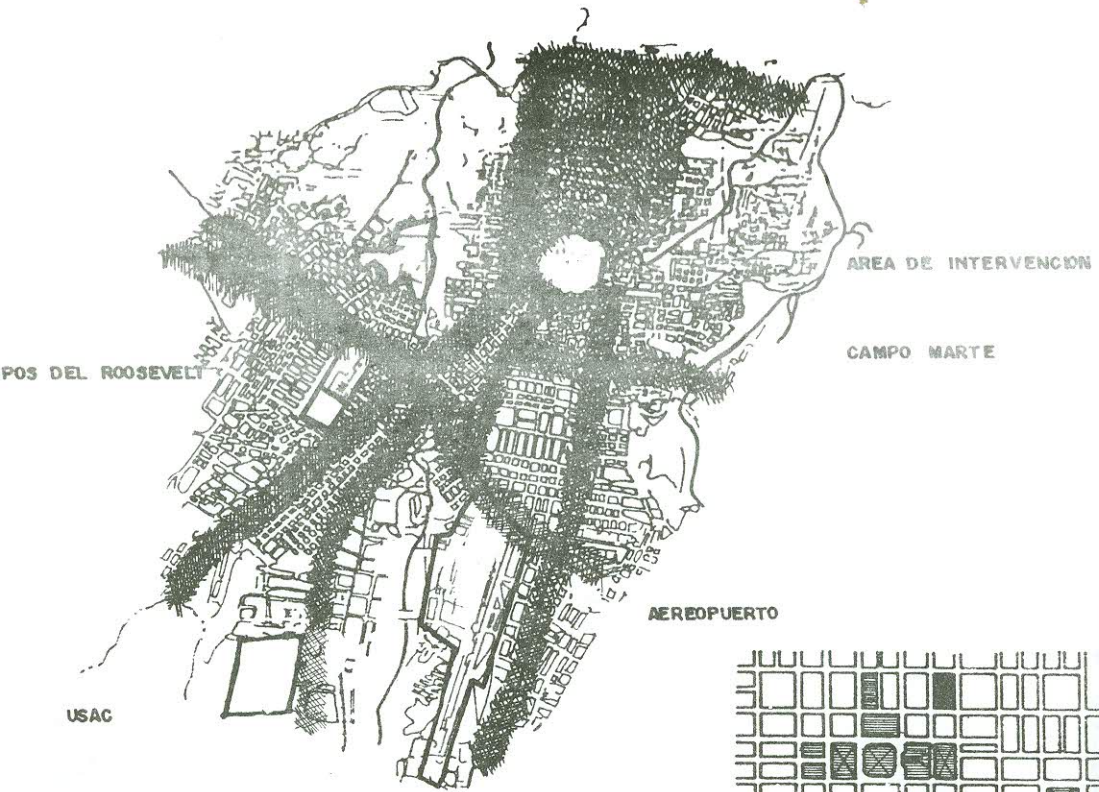 AREA DE INTERVENCION
CAMPO MARTE
POS DEL ROOSEVELT
AEREOPUERTO
USAC